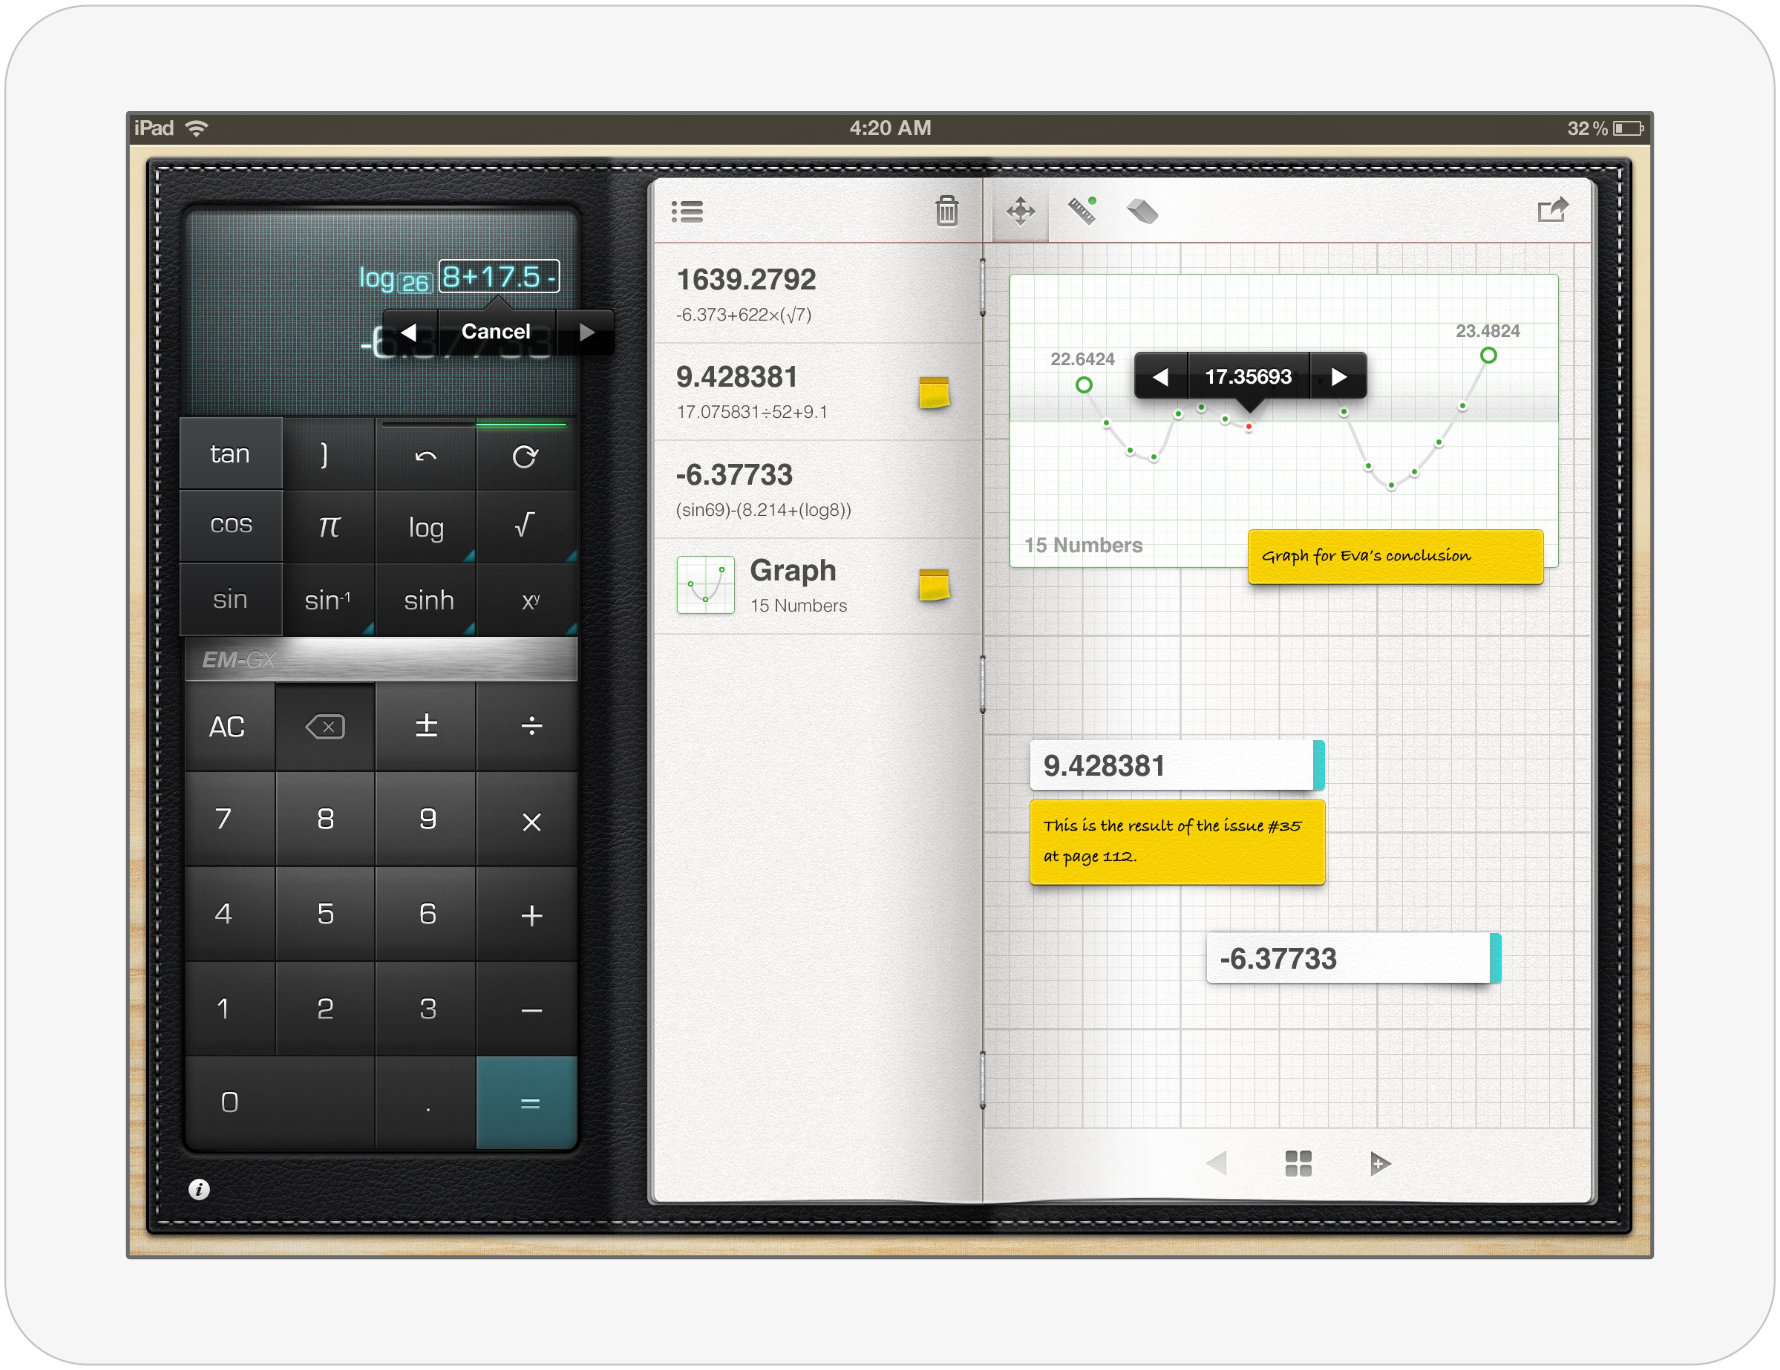 iPad
4:20 AM
32 %
log 26 8+17.5 -
Cancel
-6.37733
tan
)
cos
π
log
√
sin
sin-1
sinh
xy
EM-GX
AC
±
÷
7
8
9
×
4
5
6
+
1
2
3
−
0
.
=
i
1639.2792
-6.373+622×(√7)
9.428381
17.075831÷52+9.1
-6.37733
(sin69)-(8.214+(log8))
Graph
15 Numbers
22.6424
17.35693
23.4824
15 Numbers
Graph for Eva's conclusion
9.428381
This is the result of the issue #35
at page 112.
-6.37733